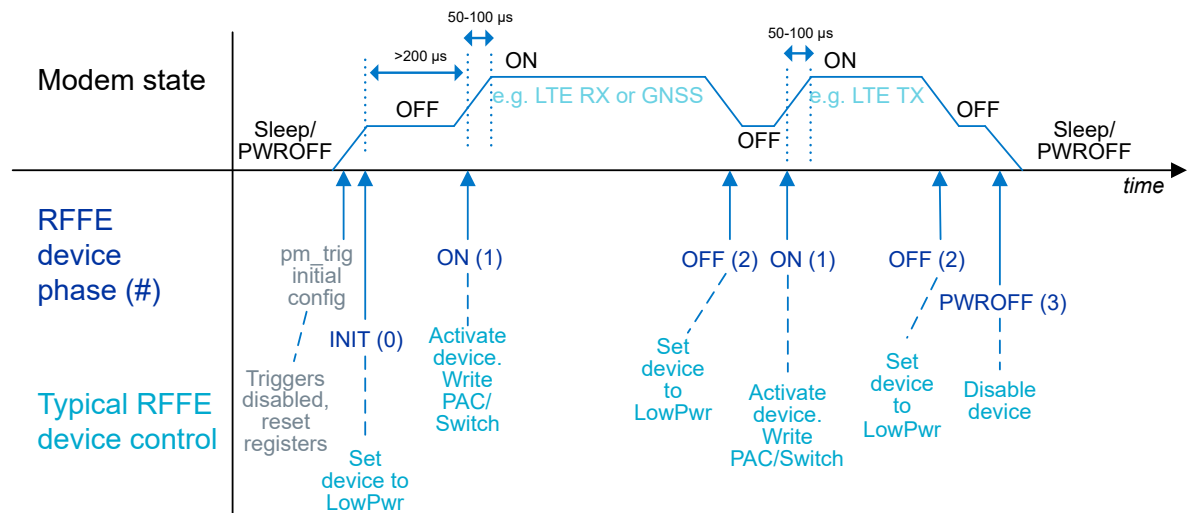 50-100 µs
50-100 µs
>200 µs
ON
ON
Modem state
e.g. LTE RX or GNSS
e.g. LTE TX
OFF
OFF
OFF
Sleep/
PWROFF
Sleep/
PWROFF
time
RFFE
device
phase (#)
pm_trig
initial
config
INIT (0)
ON (1)
OFF (2)
ON (1)
OFF (2)
PWROFF (3)
Typical RFFE
device control
Triggers
disabled,
reset
registers
Set
device to
LowPwr
Activate
device.
Write
PAC/
Switch
Set
device
to
LowPwr
Activate
device.
Write
PAC/Switch
Set
device
to
LowPwr
Disable
device